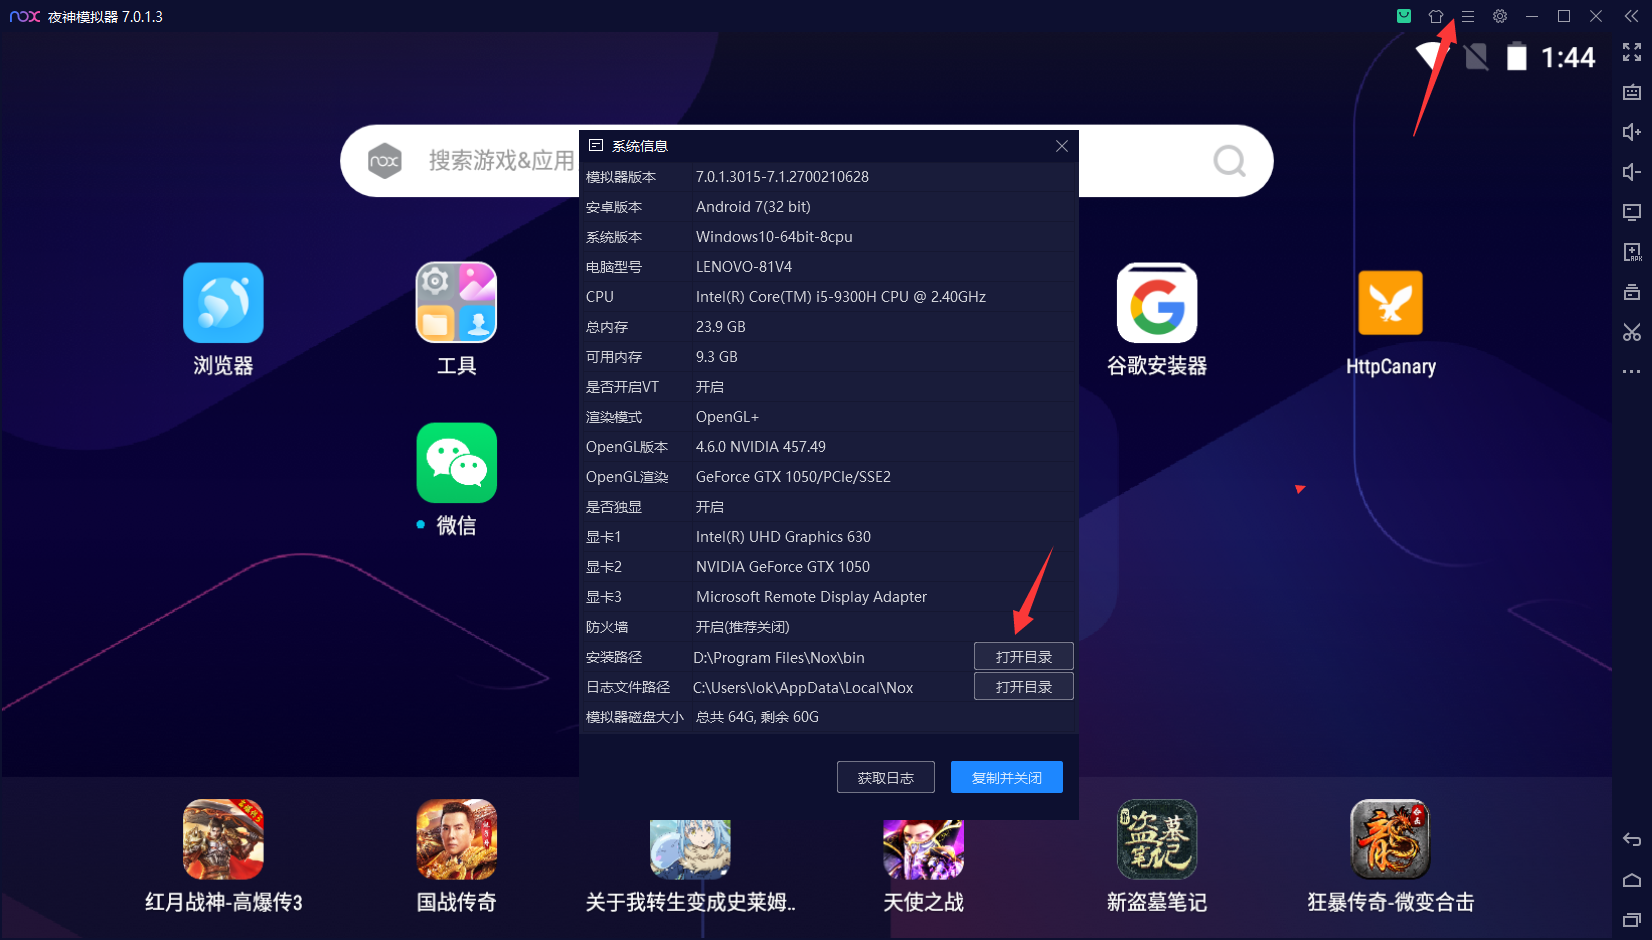 nox 夜神模拟器 7.0.1.3
1:44
nox 搜索游戏&应用
系统信息
模拟器版本 7.0.1.3015-7.1.2700210628
安卓版本 Android 7(32 bit)
系统版本 Windows10-64bit-8cpu
电脑型号 LENOVO-81V4
CPU Intel(R) Core(TM) i5-9300H CPU @ 2.40GHz
总内存 23.9 GB
可用内存 9.3 GB
是否开启VT 开启
渲染模式 OpenGL+
OpenGL版本 4.6.0 NVIDIA 457.49
OpenGL渲染 GeForce GTX 1050/PCIe/SSE2
是否独显 开启
显卡1 Intel(R) UHD Graphics 630
显卡2 NVIDIA GeForce GTX 1050
显卡3 Microsoft Remote Display Adapter
防火墙 开启(推荐关闭)
安装路径 D:\Program Files\Nox\bin 打开目录
日志文件路径 C:\Users\lok\AppData\Local\Nox 打开目录
模拟器磁盘大小 总共 64G, 剩余 60G
获取日志 复制并关闭
浏览器 工具 谷歌安装器 HttpCanary
微信
新盗墓笔记
龍
红月战神-高爆传3 国战传奇 关于我转生变成史莱姆.. 天使之战 新盗墓笔记 狂暴传奇-微变合击